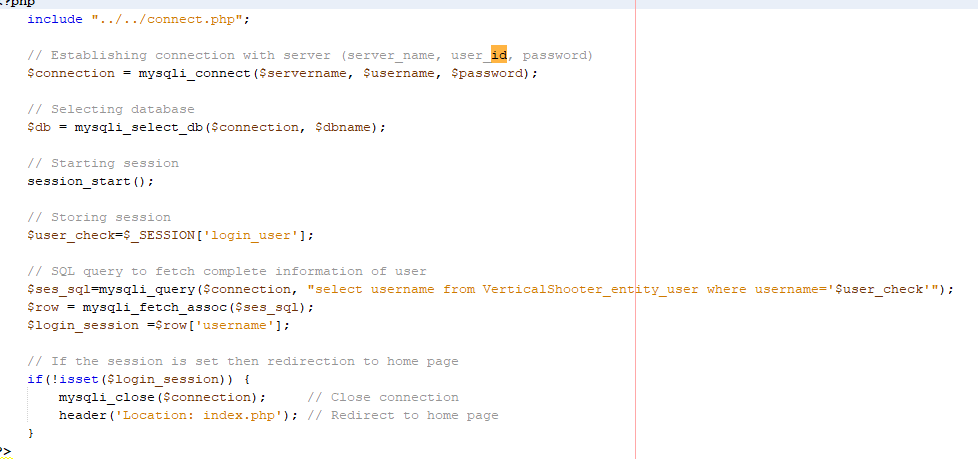 <?php
include "../../connect.php";
// Establishing connection with server (server_name, user_id, password)
$connection = mysqli_connect($servername, $username, $password);
// Selecting database
$db = mysqli_select_db($connection, $dbname);
// Starting session
session_start();
// Storing session
$user_check=$_SESSION['login_user'];
// SQL query to fetch complete information of user
$ses_sql=mysqli_query($connection, "select username from VerticalShooter_entity_user where username='$user_check'");
$row = mysqli_fetch_assoc($ses_sql);
$login_session =$row['username'];
// If the session is set then redirection to home page
if(!isset($login_session)) {
mysqli_close($connection); // Close connection
header('Location: index.php'); // Redirect to home page
}
?>